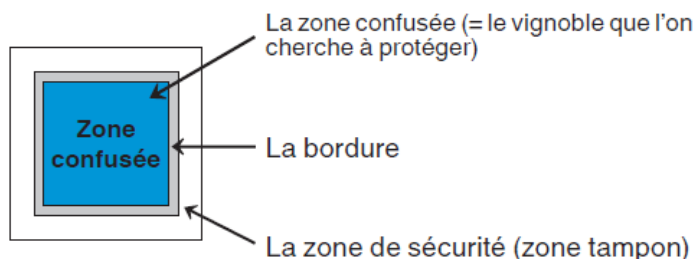 La zone confusée (= le vignoble que l'on
cherche à protéger)
Zone
confusée
La bordure
La zone de sécurité (zone tampon)